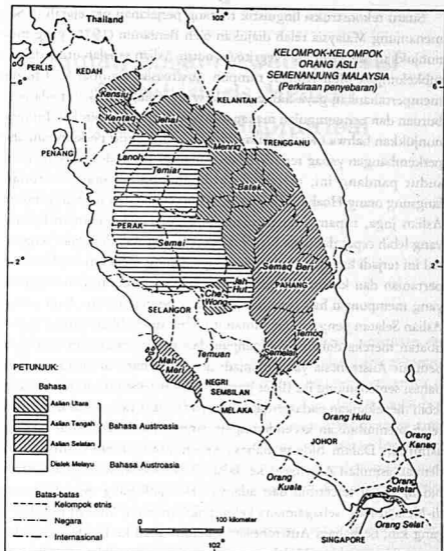 Thailand
102°
KELOMPOK-KELOMPOK
ORANG ASLI
SEMENANJUNG MALAYSIA
(Perkiraan penyebaran)
PERLIS
KEDAH
6°
6°
Kensiu
KELANTAN
Kentaq
Jehai
TRENGGANU
PENANG
Mendriq
Lanoh
Temiar
Batek
PERAK
Semai
2°
2°
Jah
Hut
Semaq Beri
PAHANG
Che
Wong
SELANGOR
Temoq
Temuan
Semelai
Mah
Meri
PETUNJUK:
Bahasa
NEGRI
SEMBILAN
MELAKA
Aslian Utara
Aslian Tangah
Bahasa Austroasia
Aslian Selatan
Orang Hulu
Orang
Kanaq
JOHOR
Dialek Melayu
Bahasa Austroasia
Orang
Kuala
Orang
Seletar
Batas-batas
Kelompok etnis
Negara
Internasional
0
100 kilometer
102°
SINGAPORE
Orang Selat